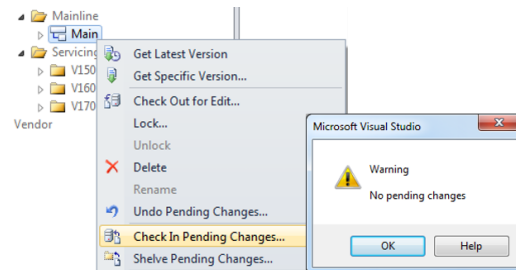 Mainline
Main
Servicing
V150
V160
V170
Vendor
Get Latest Version
Get Specific Version...
Check Out for Edit...
Lock...
Unlock
Delete
Rename
Undo Pending Changes...
Check In Pending Changes...
Shelve Pending Changes...
Microsoft Visual Studio
Warning
No pending changes
OK
Help